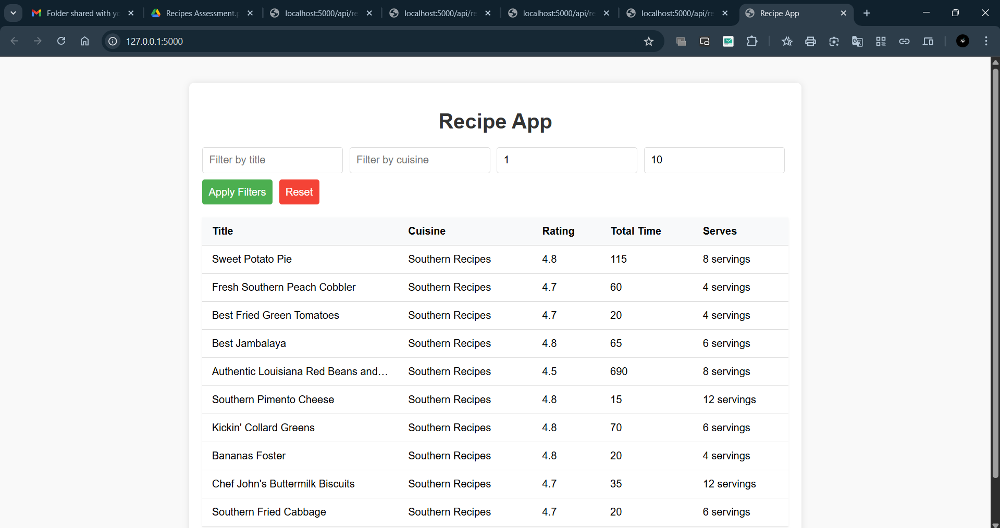 Folder shared with yo
Recipes Assessment.p
localhost:5000/api/re
localhost:5000/api/re
localhost:5000/api/re
localhost:5000/api/re
Recipe App
127.0.0.1:5000
Recipe App
Filter by title Filter by cuisine 1 10
Apply Filters Reset
Title Cuisine Rating Total Time Serves
Sweet Potato Pie Southern Recipes 4.8 115 8 servings
Fresh Southern Peach Cobbler Southern Recipes 4.7 60 4 servings
Best Fried Green Tomatoes Southern Recipes 4.7 20 4 servings
Best Jambalaya Southern Recipes 4.8 65 6 servings
Authentic Louisiana Red Beans and... Southern Recipes 4.5 690 8 servings
Southern Pimento Cheese Southern Recipes 4.8 15 12 servings
Kickin' Collard Greens Southern Recipes 4.8 70 6 servings
Bananas Foster Southern Recipes 4.8 20 4 servings
Chef John's Buttermilk Biscuits Southern Recipes 4.7 35 12 servings
Southern Fried Cabbage Southern Recipes 4.7 20 6 servings